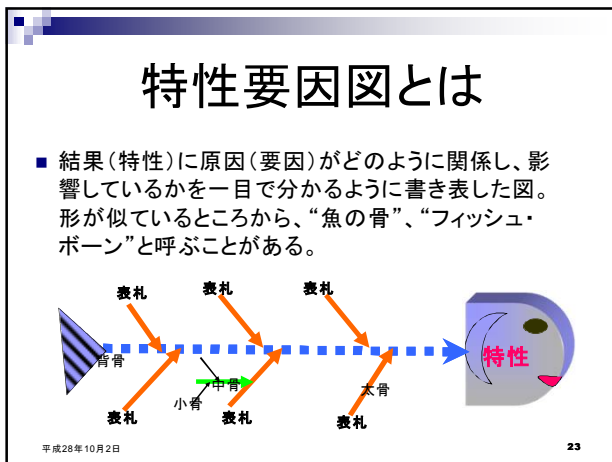 特性要因図とは
■ 結果(特性)に原因(要因)がどのように関係し、影
響しているかを一目で分かるように書き表した図。
形が似ているところから、“魚の骨”、“フィッシュ・
ボーン”と呼ぶことがある。
表札 表札 表札
背骨
特性
中骨
小骨
太骨
表札 表札 表札
平成28年10月2日
23